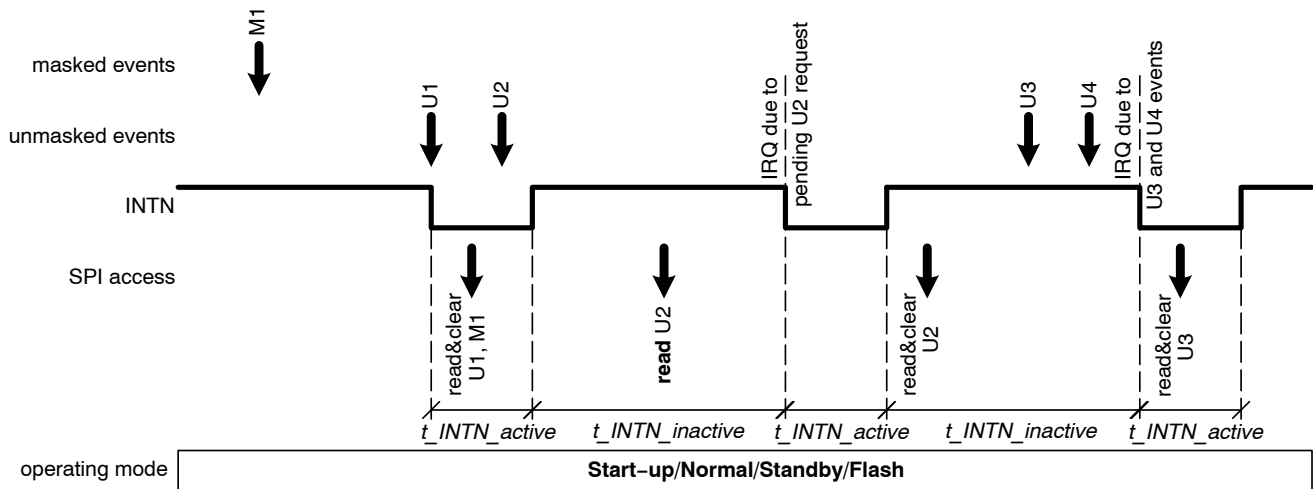 M1
masked events
U1
U2
IRQ due to
pending U2 request
U3
U4
IRQ due to
U3 and U4 events
unmasked events
INTN
SPI access
read&clear
U1, M1
read U2
read&clear
U2
read&clear
U3
t_INTN_active
t_INTN_inactive
t_INTN_active
t_INTN_inactive
t_INTN_active
operating mode
Start−up/Normal/Standby/Flash